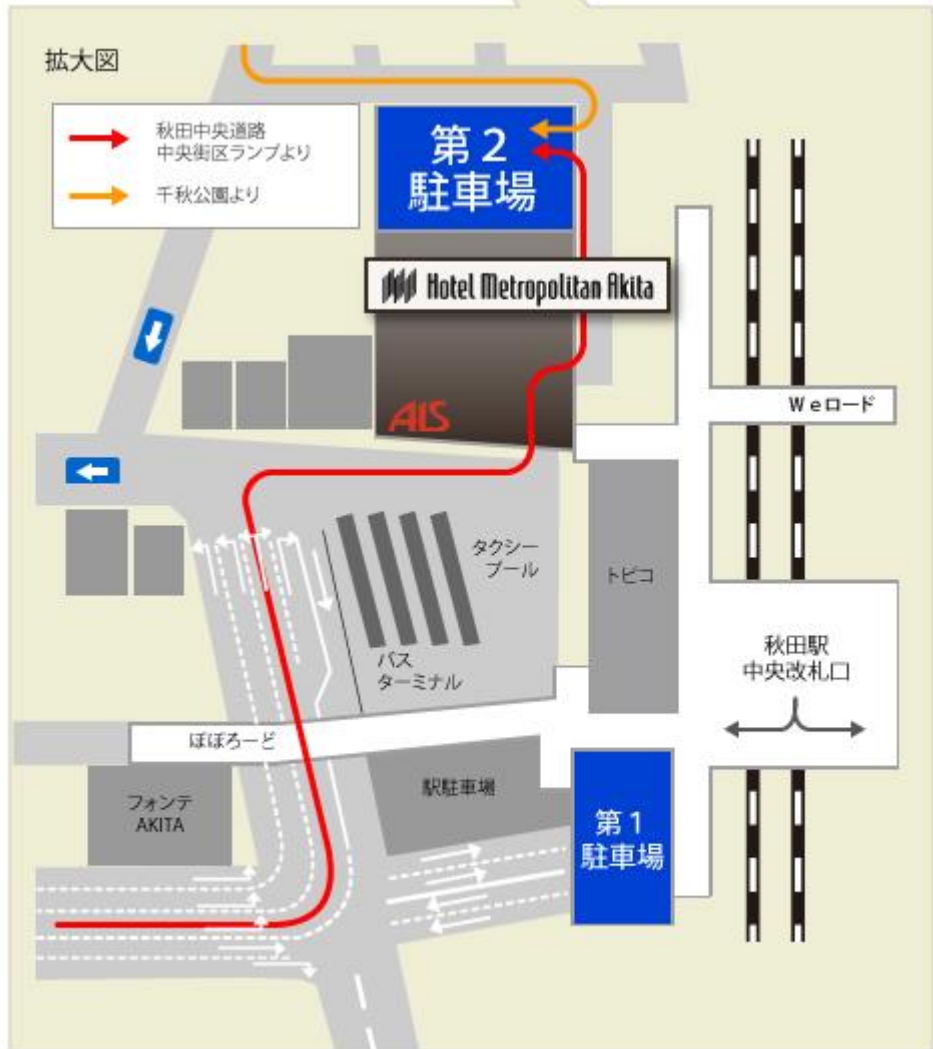 拡大図
秋田中央道路
中央街区ランプより
千秋公園より
第2
駐車場
Hotel Metropolitan Akita
ALS
Weロード
タクシー
プール
トピコ
バス
ターミナル
秋田駅
中央改札口
ぽぽろーど
フォンテ
AKITA
駅駐車場
第1
駐車場